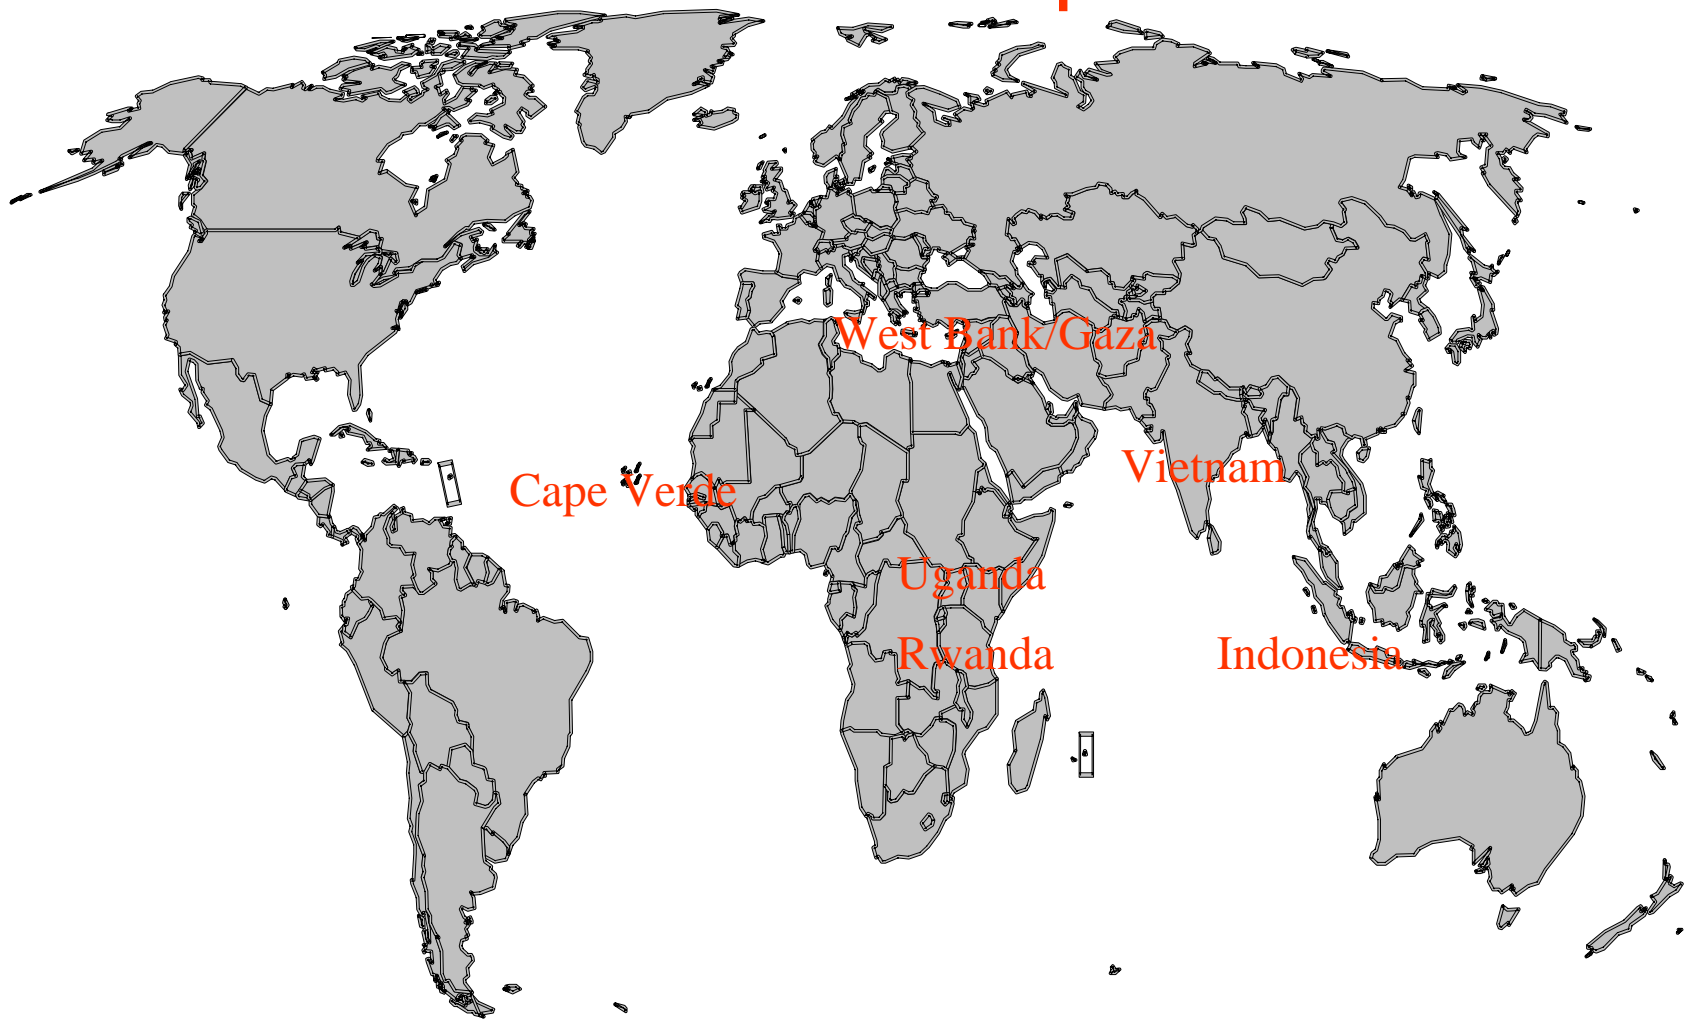 West Bank/Gaza
Vietnam
Cape Verde
Uganda
Rwanda
Indonesia